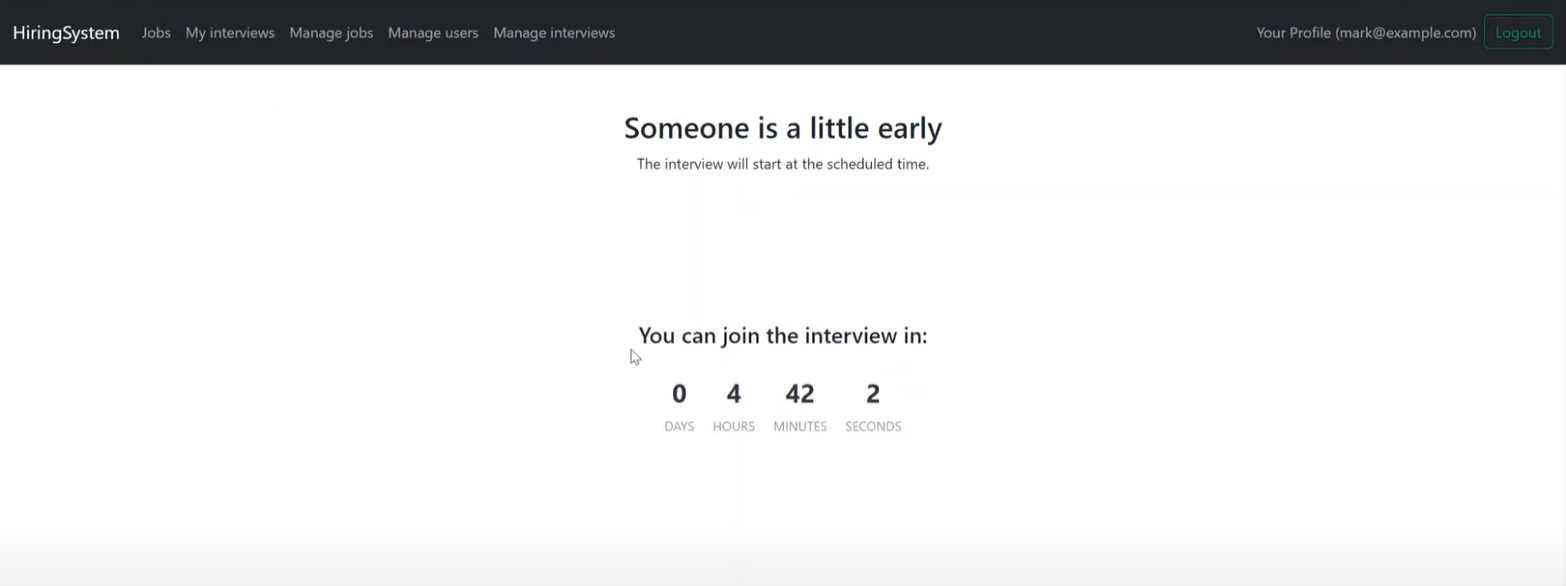 HiringSystem Jobs My interviews Manage jobs Manage users Manage interviews Your Profile (mark@example.com) Logout
Someone is a little early
The interview will start at the scheduled time.
You can join the interview in:
0 4 42 2
DAYS HOURS MINUTES SECONDS